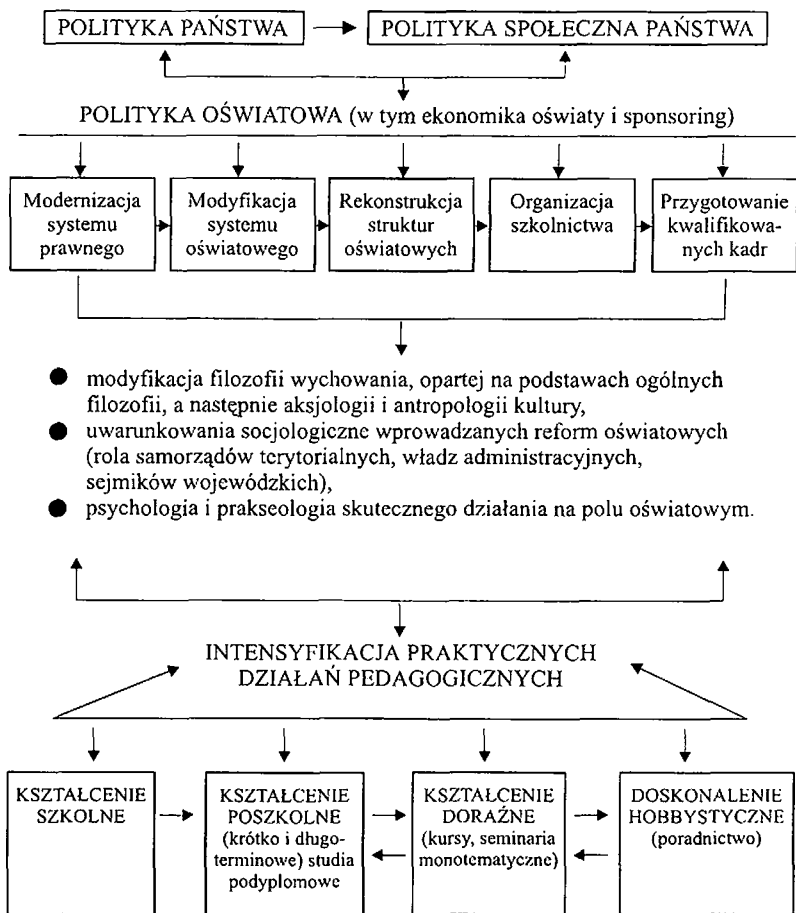 POLITYKA PAŃSTWA
POLITYKA SPOŁECZNA PAŃSTWA
POLITYKA OŚWIATOWA (w tym ekonomika oświaty i sponsoring)
Modernizacja
systemu
prawnego
Modyfikacja
systemu
oświatowego
Rekonstrukcja
struktur
oświatowych
Organizacja
szkolnictwa
Przygotowanie
kwalifikowa-
nych kadr
● modyfikacja filozofii wychowania, opartej na podstawach ogólnych
filozofii, a następnie aksjologii i antropologii kultury,
● uwarunkowania socjologiczne wprowadzanych reform oświatowych
(rola samorządów terytorialnych, władz administracyjnych,
sejmików wojewódzkich),
● psychologia i prakseologia skutecznego działania na polu oświatowym.
INTENSYFIKACJA PRAKTYCZNYCH
DZIAŁAŃ PEDAGOGICZNYCH
KSZTAŁCENIE
SZKOLNE
KSZTAŁCENIE
POSZKOLNE
(krótko i długo-
terminowe) studia
podyplomowe
KSZTAŁCENIE
DORAŹNE
(kursy, seminaria
monotematyczne)
DOSKONALENIE
HOBBYSTYCZNE
(poradnictwo)